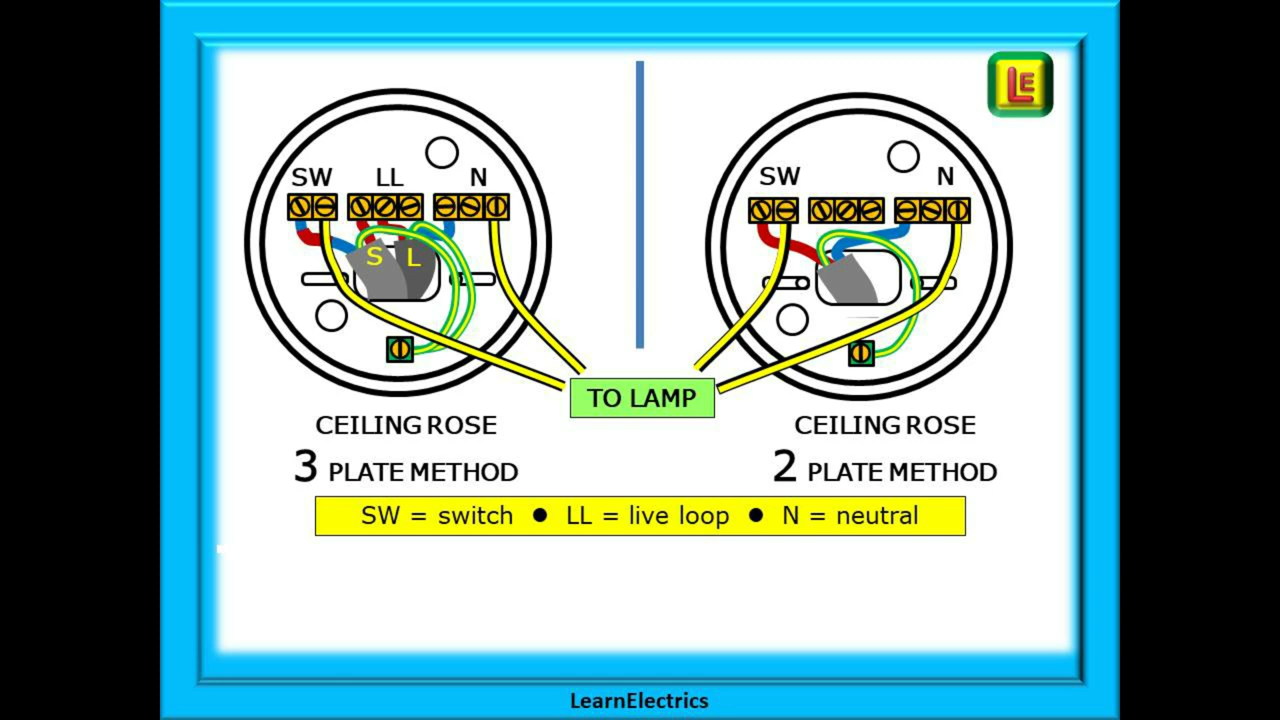 LE
SW LL N
S L
SW N
TO LAMP
CEILING ROSE
3 PLATE METHOD
CEILING ROSE
2 PLATE METHOD
SW = switch ● LL = live loop ● N = neutral
LearnElectrics